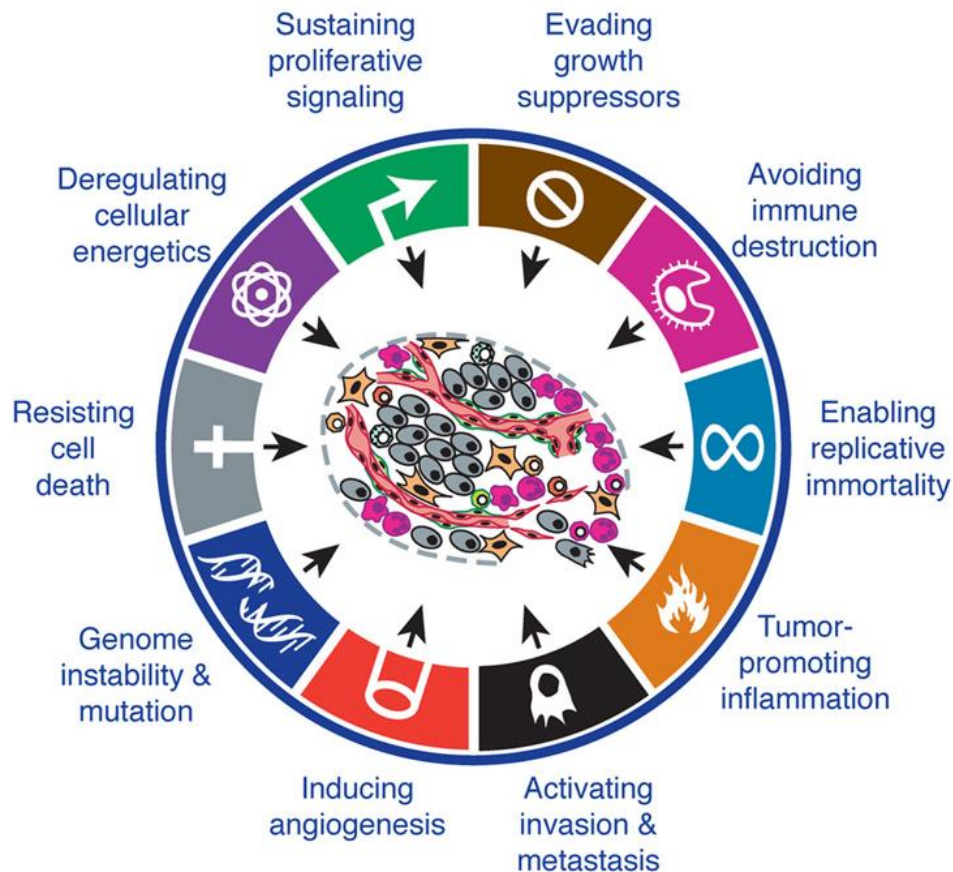 Sustaining
proliferative
signaling
Evading
growth
suppressors
Avoiding
immune
destruction
Enabling
replicative
immortality
Tumor-
promoting
inflammation
Activating
invasion &
metastasis
Inducing
angiogenesis
Genome
instability &
mutation
Resisting
cell
death
Deregulating
cellular
energetics